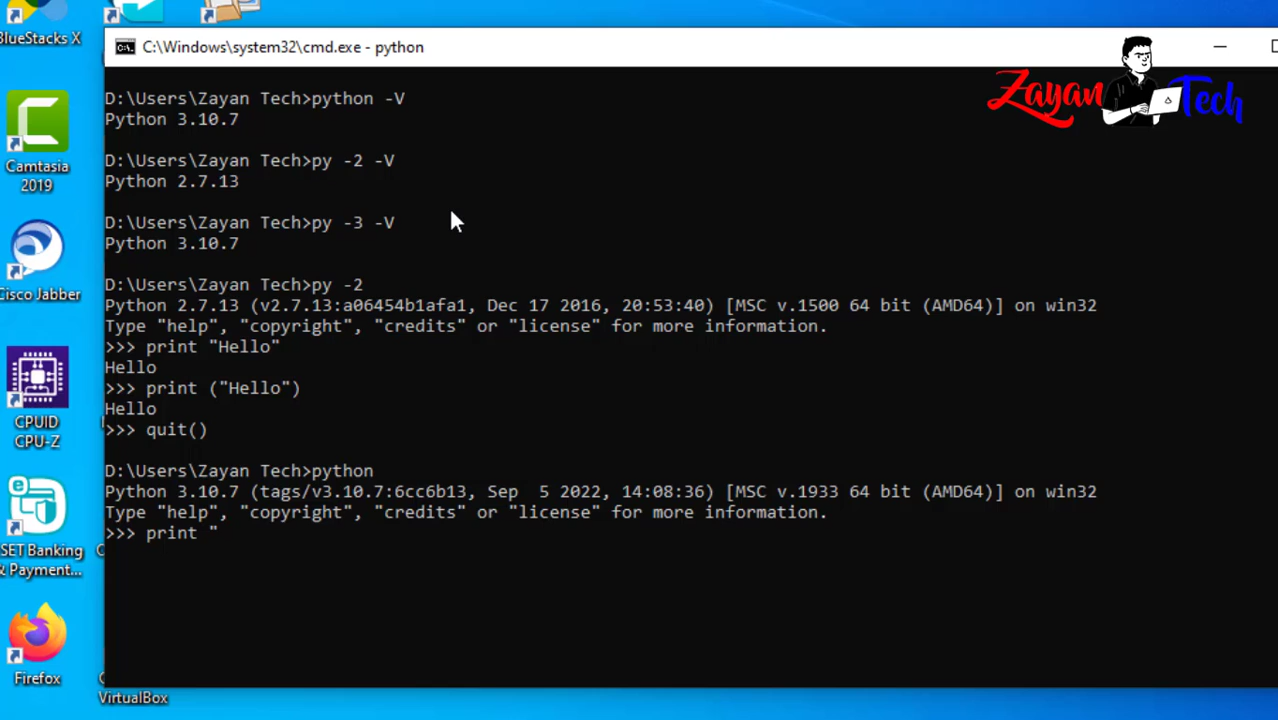 BlueStacks X
C:\Windows\system32\cmd.exe - python
Zayan Tech
D:\Users\Zayan Tech>python -V
Python 3.10.7
D:\Users\Zayan Tech>py -2 -V
Python 2.7.13
D:\Users\Zayan Tech>py -3 -V
Python 3.10.7
D:\Users\Zayan Tech>py -2
Python 2.7.13 (v2.7.13:a06454b1afa1, Dec 17 2016, 20:53:40) [MSC v.1500 64 bit (AMD64)] on win32
Type "help", "copyright", "credits" or "license" for more information.
>>> print "Hello"
Hello
>>> print ("Hello")
Hello
>>> quit()
D:\Users\Zayan Tech>python
Python 3.10.7 (tags/v3.10.7:6cc6b13, Sep  5 2022, 14:08:36) [MSC v.1933 64 bit (AMD64)] on win32
Type "help", "copyright", "credits" or "license" for more information.
>>> print "
Camtasia
2019
Cisco Jabber
CPUID
CPU-Z
SET Banking
& Payment...
Firefox
VirtualBox